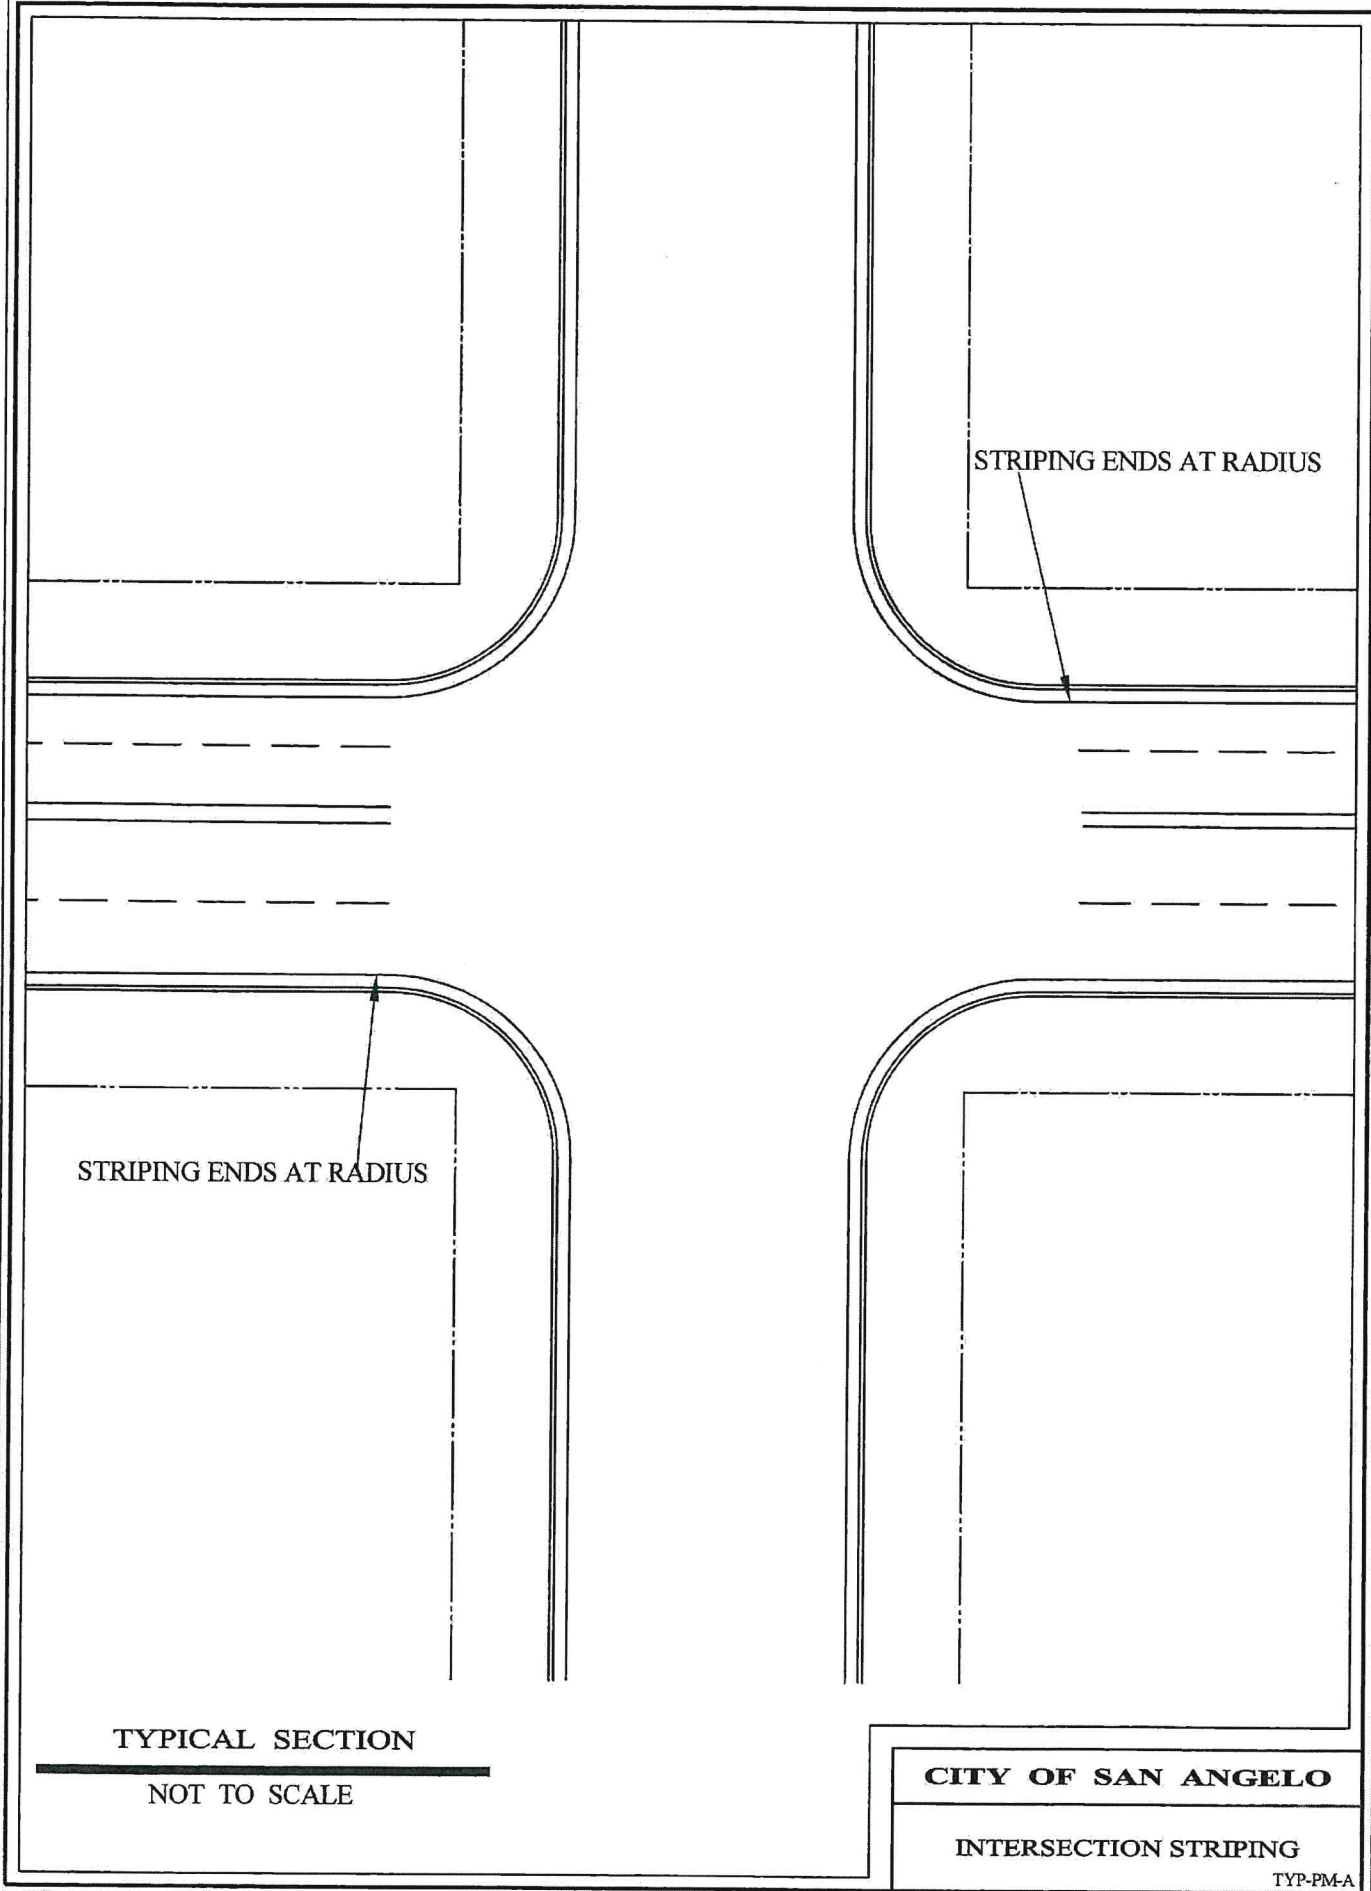 STRIPING ENDS AT RADIUS
STRIPING ENDS AT RADIUS
TYPICAL SECTION
NOT TO SCALE
CITY OF SAN ANGELO
INTERSECTION STRIPING
TYP-PM-A